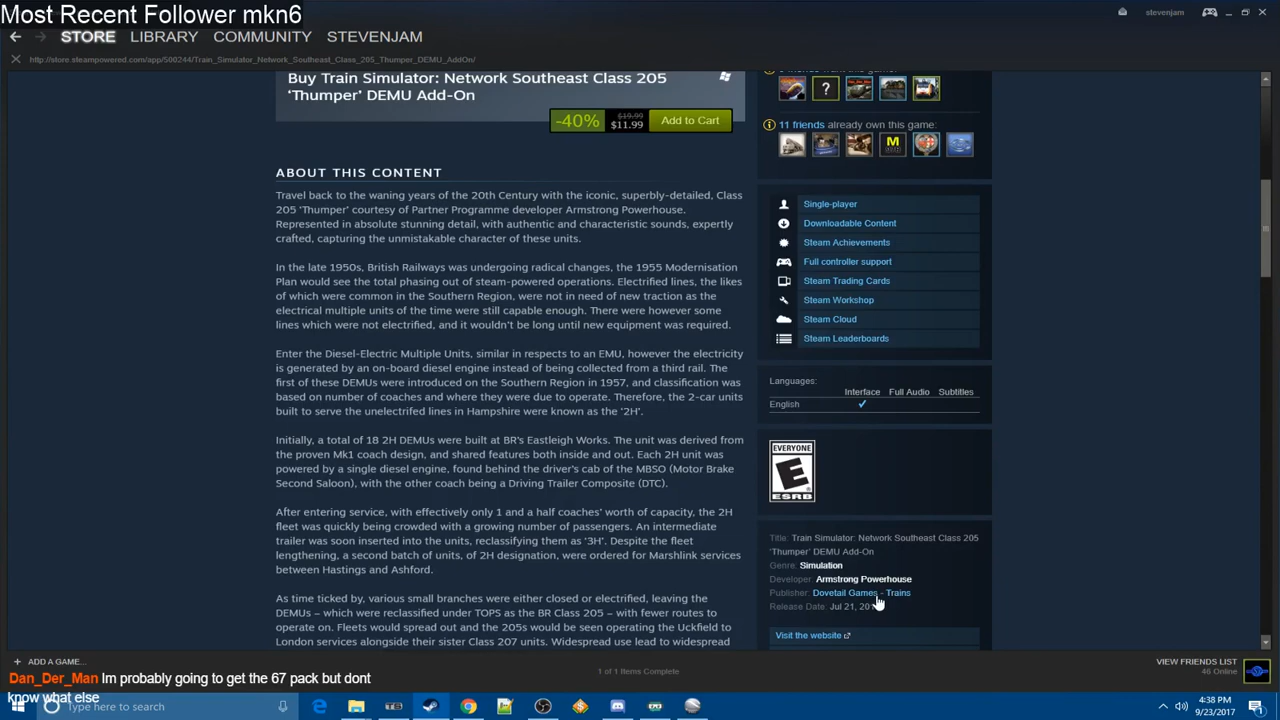 Most Recent Follower mkn6
stevenjam
STORE LIBRARY COMMUNITY STEVENJAM
http://store.steampowered.com/app/500244/Train_Simulator_Network_Southeast_Class_205_Thumper_DEMU_AddOn/
Buy Train Simulator: Network Southeast Class 205
'Thumper' DEMU Add-On
-40% $19.99 $11.99 Add to Cart
ABOUT THIS CONTENT
Travel back to the waning years of the 20th Century with the iconic, superbly-detailed, Class
205 'Thumper' courtesy of Partner Programme developer Armstrong Powerhouse.
Represented in absolute stunning detail, with authentic and characteristic sounds, expertly
crafted, capturing the unmistakable character of these units.
In the late 1950s, British Railways was undergoing radical changes, the 1955 Modernisation
Plan would see the total phasing out of steam-powered operations. Electrified lines, the likes
of which were common in the Southern Region, were not in need of new traction as the
electrical multiple units of the time were still capable enough. There were however some
lines which were not electrified, and it wouldn't be long until new equipment was required.
Enter the Diesel-Electric Multiple Units, similar in respects to an EMU, however the electricity
is generated by an on-board diesel engine instead of being collected from a third rail. The
first of these DEMUs were introduced on the Southern Region in 1957, and classification was
based on number of coaches and where they were due to operate. Therefore, the 2-car units
built to serve the unelectrifed lines in Hampshire were known as the '2H'.
Initially, a total of 18 2H DEMUs were built at BR's Eastleigh Works. The unit was derived from
the proven Mk1 coach design, and shared features both inside and out. Each 2H unit was
powered by a single diesel engine, found behind the driver's cab of the MBSO (Motor Brake
Second Saloon), with the other coach being a Driving Trailer Composite (DTC).
After entering service, with effectively only 1 and a half coaches' worth of capacity, the 2H
fleet was quickly being crowded with a growing number of passengers. An intermediate
trailer was soon inserted into the units, reclassifying them as '3H'. Despite the fleet
lengthening, a second batch of units, of 2H designation, were ordered for Marshlink services
between Hastings and Ashford.
As time ticked by, various small branches were either closed or electrified, leaving the
DEMUs – which were reclassified under TOPS as the BR Class 205 – with fewer routes to
operate on. Fleets would spread out and the 205s would be seen operating the Uckfield to
London services alongside their sister Class 207 units. Widespread use lead to widespread
?
11 friends already own this game:
M
Single-player
Downloadable Content
Steam Achievements
Full controller support
Steam Trading Cards
Steam Workshop
Steam Cloud
Steam Leaderboards
Languages:
Interface Full Audio Subtitles
English
EVERYONE
E
ESRB
Title: Train Simulator: Network Southeast Class 205
'Thumper' DEMU Add-On
Genre: Simulation
Developer: Armstrong Powerhouse
Publisher: Dovetail Games - Trains
Release Date: Jul 21,
Visit the website
ADD A GAME...
1 of 1 Items Complete
VIEW FRIENDS LIST
46 Online
Dan_Der_Man Im probably going to get the 67 pack but dont
know what else
Type here to search
4:38 PM
9/23/2017